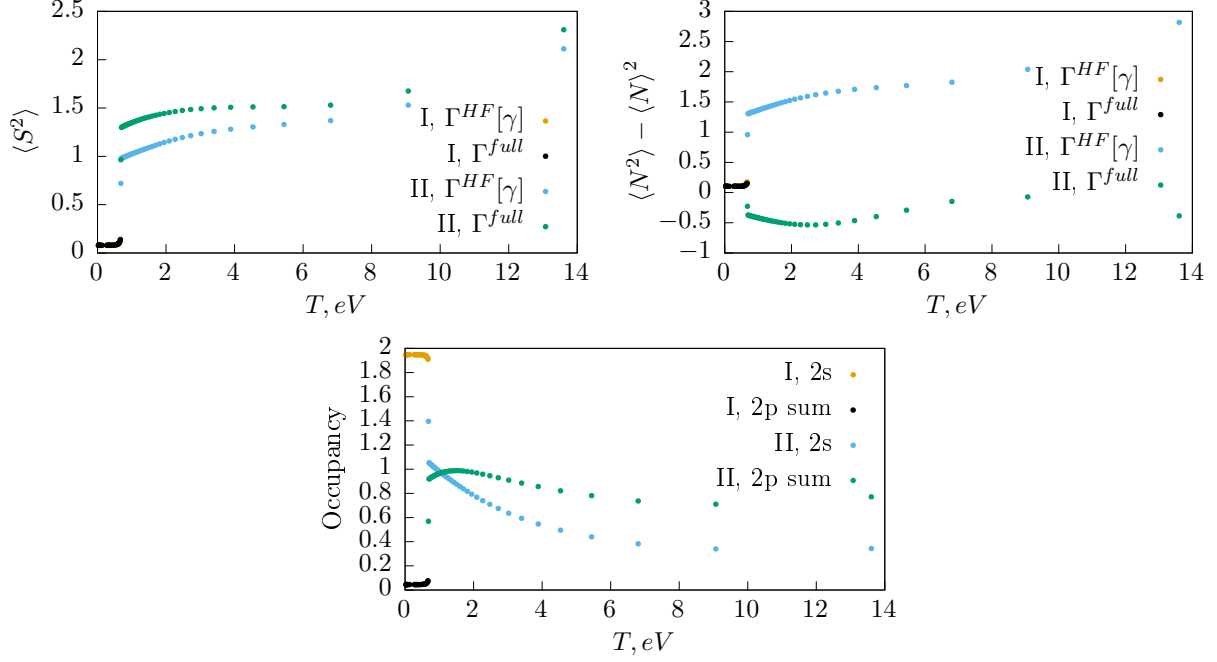 ⟨S²⟩
2.5
2
1.5
1
0.5
0
0 2 4 6 8 10 12 14
T, eV
I, Γ^{HF}[γ]
I, Γ^{full}
II, Γ^{HF}[γ]
II, Γ^{full}
⟨N²⟩ − ⟨N⟩²
3
2.5
2
1.5
1
0.5
0
−0.5
−1
0 2 4 6 8 10 12 14
T, eV
I, Γ^{HF}[γ]
I, Γ^{full}
II, Γ^{HF}[γ]
II, Γ^{full}
Occupancy
2
1.8
1.6
1.4
1.2
1
0.8
0.6
0.4
0.2
0
0 2 4 6 8 10 12 14
T, eV
I, 2s
I, 2p sum
II, 2s
II, 2p sum